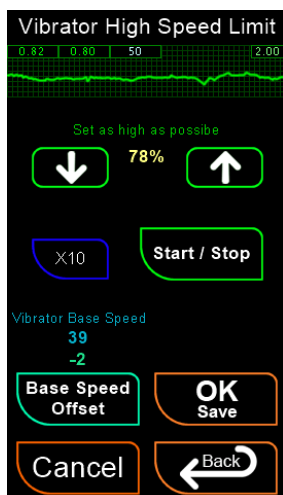 Vibrator High Speed Limit
0.82 0.80 50 2.00
Set as high as possibe
78%
X10 Start / Stop
Vibrator Base Speed
39
-2
Base Speed
Offset
OK
Save
Cancel Back